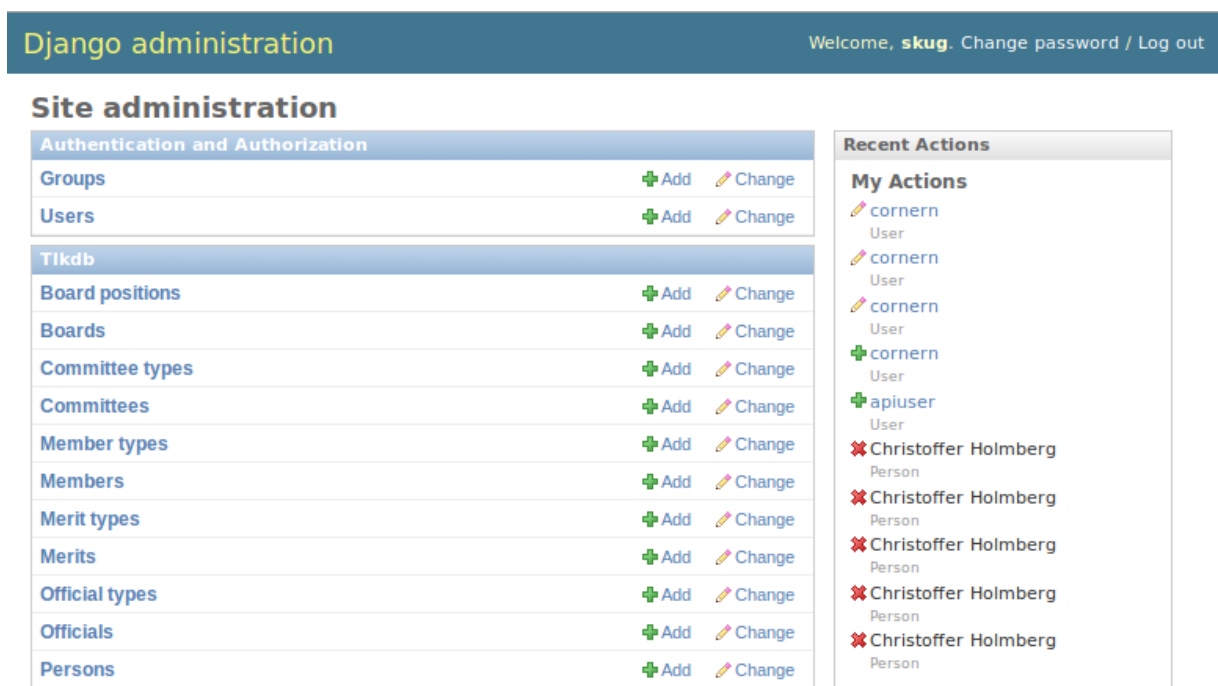 Django administration
Welcome, skug. Change password / Log out
Site administration
Authentication and Authorization
Groups Add Change
Users Add Change
Tlkdb
Board positions Add Change
Boards Add Change
Committee types Add Change
Committees Add Change
Member types Add Change
Members Add Change
Merit types Add Change
Merits Add Change
Official types Add Change
Officials Add Change
Persons Add Change
Recent Actions
My Actions
cornern
User
cornern
User
cornern
User
cornern
User
apiuser
User
Christoffer Holmberg
Person
Christoffer Holmberg
Person
Christoffer Holmberg
Person
Christoffer Holmberg
Person
Christoffer Holmberg
Person